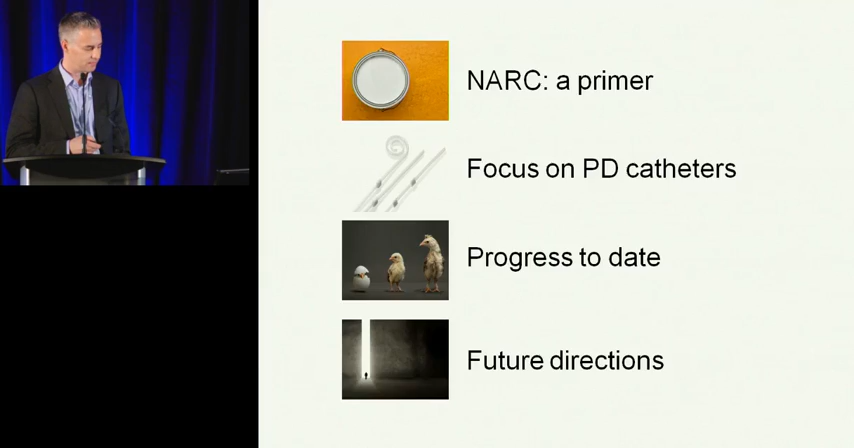 NARC: a primer
Focus on PD catheters
Progress to date
Future directions